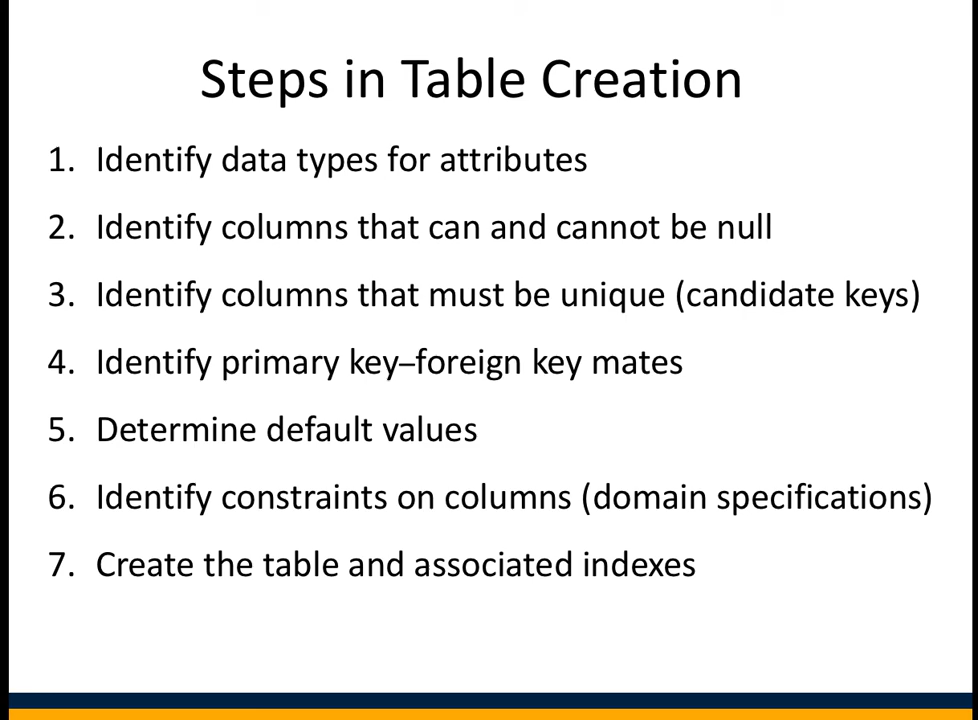 Steps in Table Creation
1. Identify data types for attributes
2. Identify columns that can and cannot be null
3. Identify columns that must be unique (candidate keys)
4. Identify primary key–foreign key mates
5. Determine default values
6. Identify constraints on columns (domain specifications)
7. Create the table and associated indexes